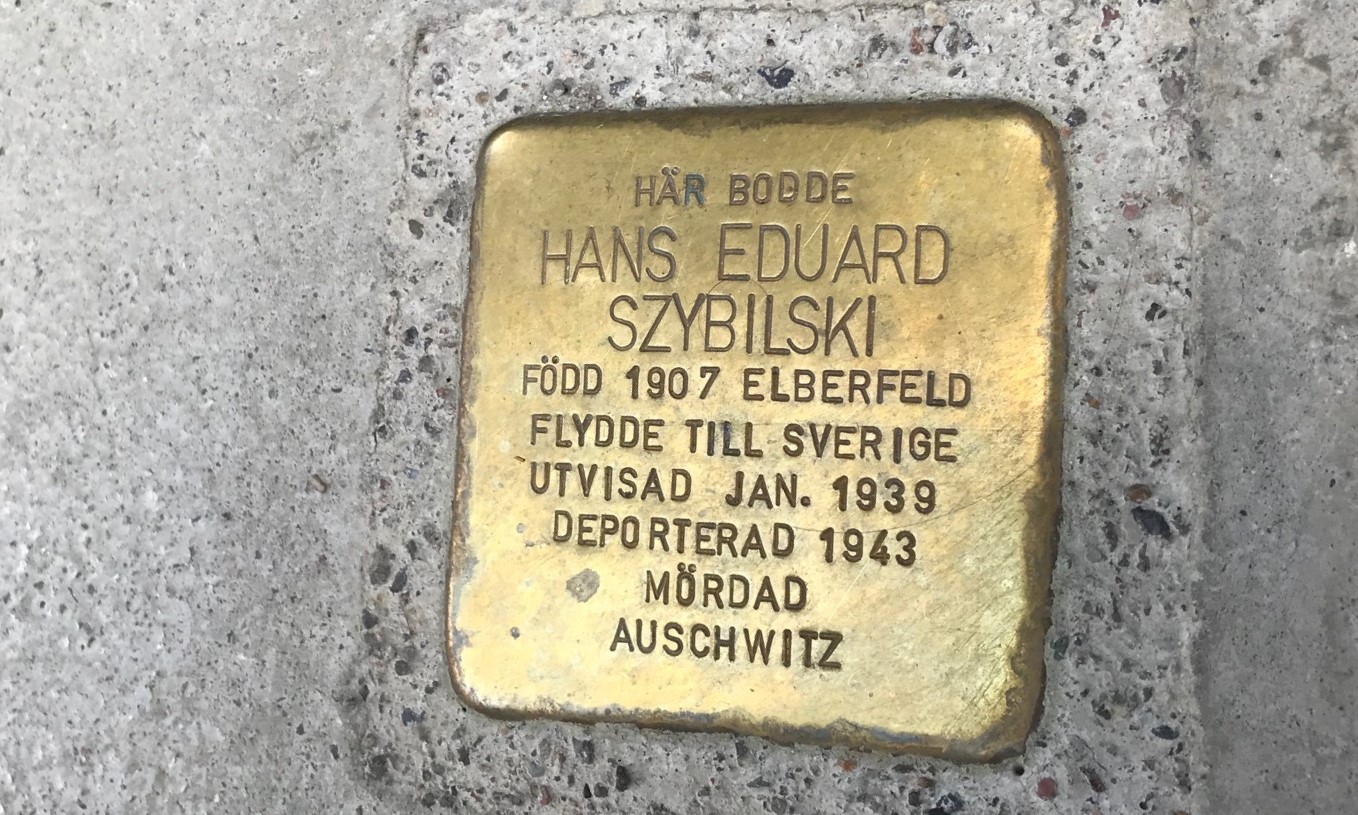 HÄR BODDE
HANS EDUARD
SZYBILSKI
FÖDD 1907 ELBERFELD
FLYDDE TILL SVERIGE
UTVISAD JAN. 1939
DEPORTERAD 1943
MÖRDAD
AUSCHWITZ